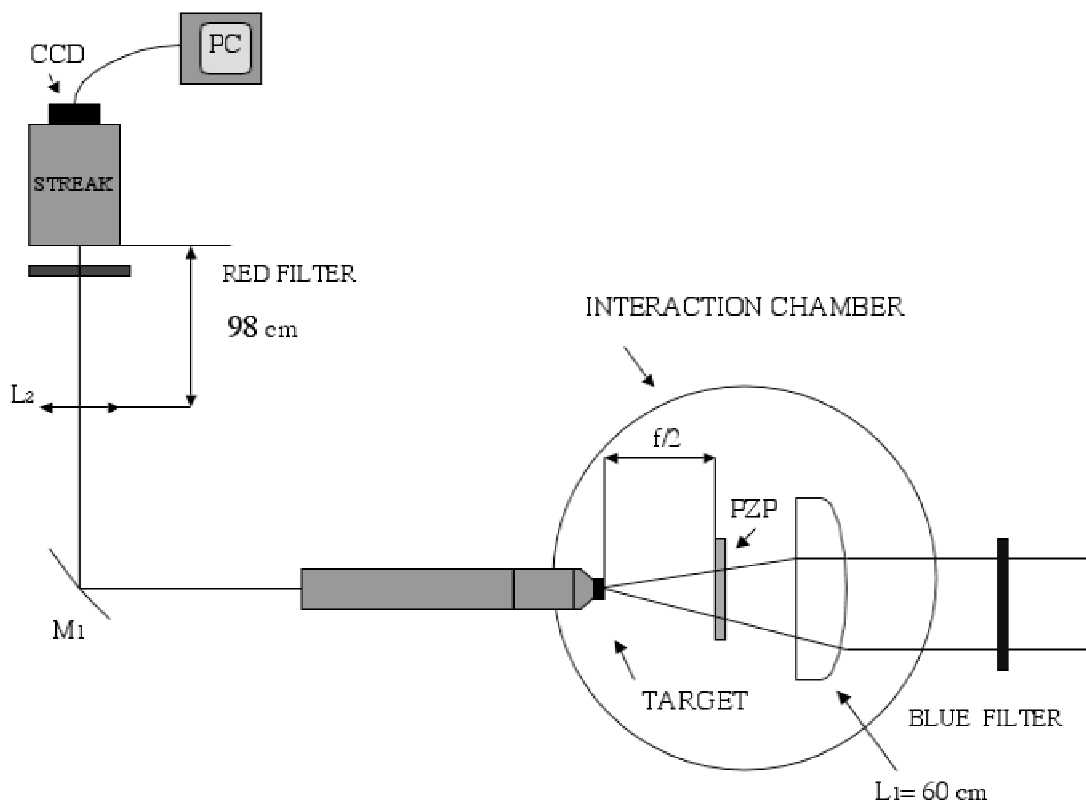 CCD
PC
STREAK
RED FILTER
98 cm
INTERACTION CHAMBER
L2
f/2
PZP
M1
TARGET
BLUE FILTER
L1= 60 cm